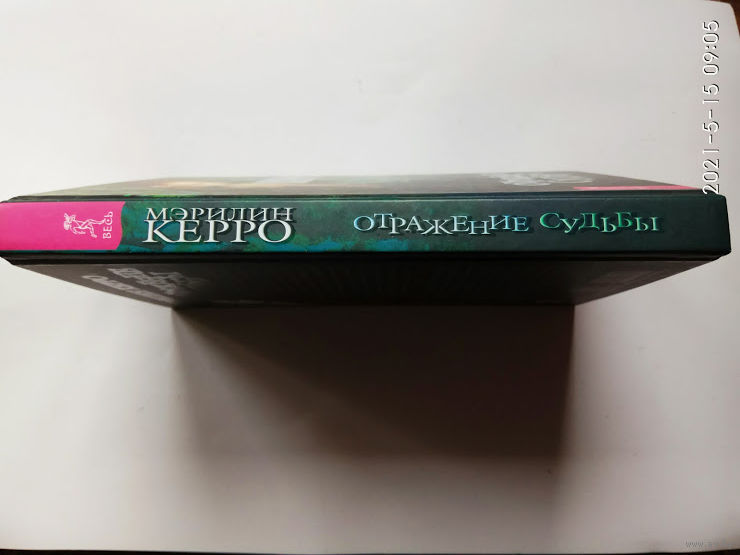 ВЕСЬ
МЭРИЛИН
КЕРРО
ОТРАЖЕНИЕ СУДЬБЫ
2021-5-15 09:05